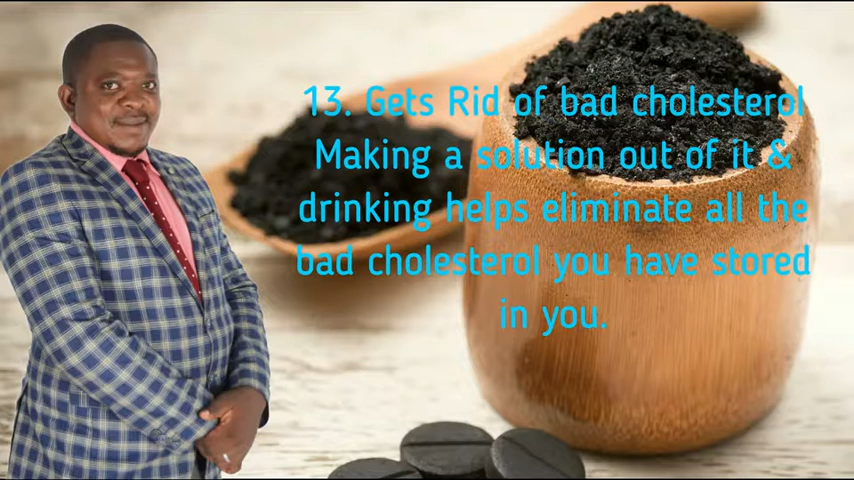 13. Gets Rid of bad cholesterol
Making a solution out of it &
drinking helps eliminate all the
bad cholesterol you have stored
in you.